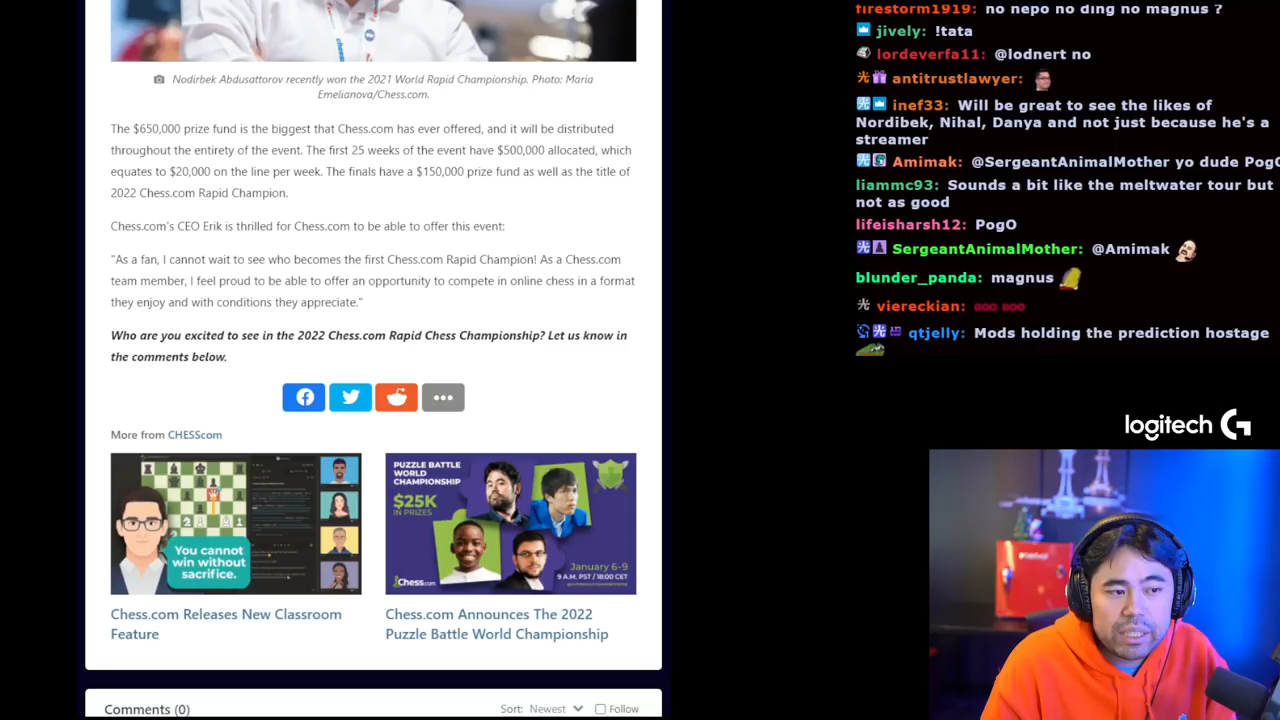 Nodirbek Abdusattorov recently won the 2021 World Rapid Championship. Photo: Maria
Emelianova/Chess.com.
The $650,000 prize fund is the biggest that Chess.com has ever offered, and it will be distributed
throughout the entirety of the event. The first 25 weeks of the event have $500,000 allocated, which
equates to $20,000 on the line per week. The finals have a $150,000 prize fund as well as the title of
2022 Chess.com Rapid Champion.
Chess.com's CEO Erik is thrilled for Chess.com to be able to offer this event:
"As a fan, I cannot wait to see who becomes the first Chess.com Rapid Champion! As a Chess.com
team member, I feel proud to be able to offer an opportunity to compete in online chess in a format
they enjoy and with conditions they appreciate."
Who are you excited to see in the 2022 Chess.com Rapid Chess Championship? Let us know in
the comments below.
More from CHESScom
You cannot
win without
sacrifice.
Chess.com Releases New Classroom
Feature
PUZZLE BATTLE
WORLD
CHAMPIONSHIP
$25K
IN PRIZES
January 6-9
9 A.M. PST / 18:00 CET
Chess.com
Chess.com Announces The 2022
Puzzle Battle World Championship
Comments (0)
Sort: Newest
Follow
firestorm1919: no nepo no ding no magnus ?
jively: !tata
lordeverfa11: @lodnert no
antitrustlawyer:
inef33: Will be great to see the likes of
Nordibek, Nihal, Danya and not just because he's a
streamer
Amimak: @SergeantAnimalMother yo dude PogO
liammc93: Sounds a bit like the meltwater tour but
not as good
lifeisharsh12: PogO
SergeantAnimalMother: @Amimak
blunder_panda: magnus
viereckian: BOO BOO
qtjelly: Mods holding the prediction hostage
logitech G